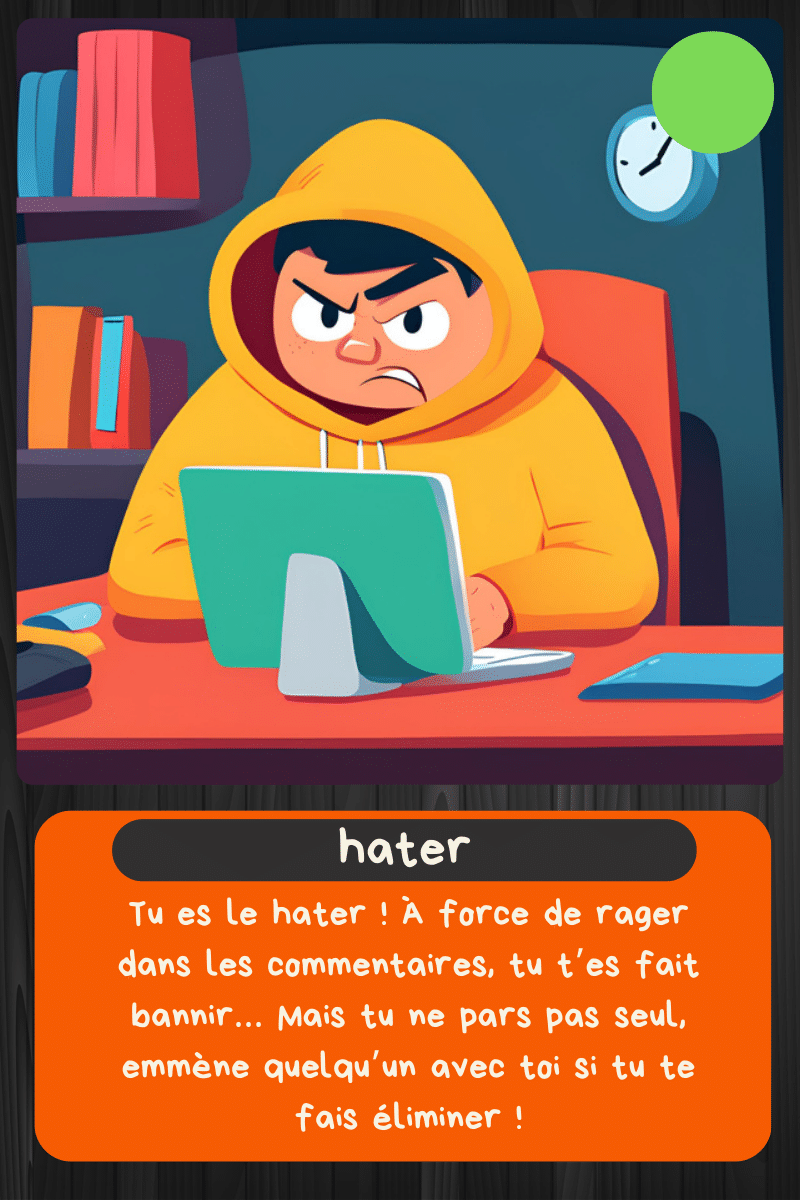 hater
Tu es le hater ! À force de rager
dans les commentaires, tu t'es fait
bannir... Mais tu ne pars pas seul,
emmène quelqu'un avec toi si tu te
fais éliminer !